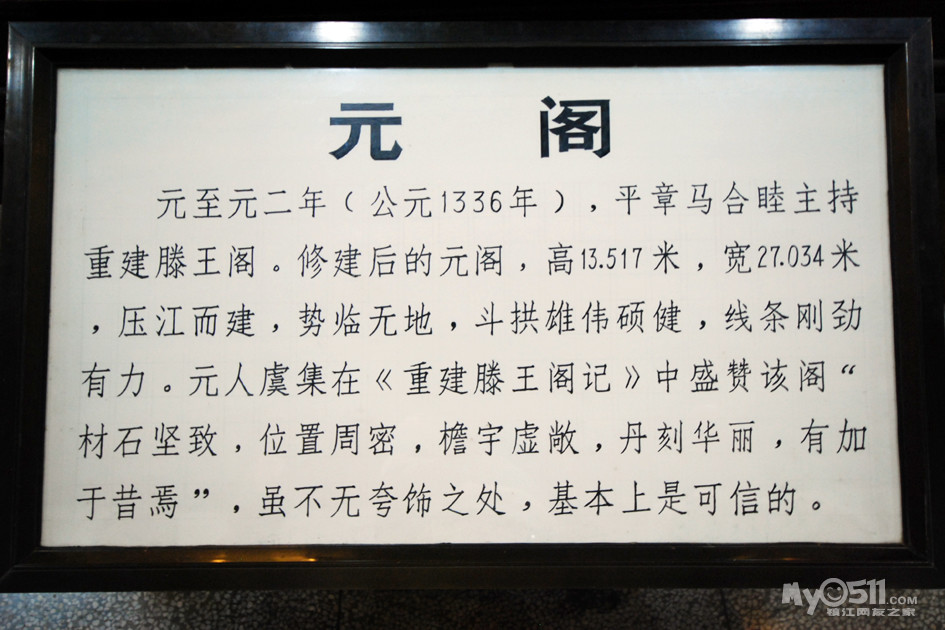 元 阁
元至元二年（公元1336年），平章马合睦主持
重建滕王阁。修建后的元阁，高13.517米，宽27.034米
，压江而建，势临无地，斗拱雄伟硕健，线条刚劲
有力。元人虞集在《重建滕王阁记》中盛赞该阁“
材石坚致，位置周密，檐宇虚敞，丹刻华丽，有加
于昔焉”，虽不无夸饰之处，基本上是可信的。
My0511.COM
镇江网友之家